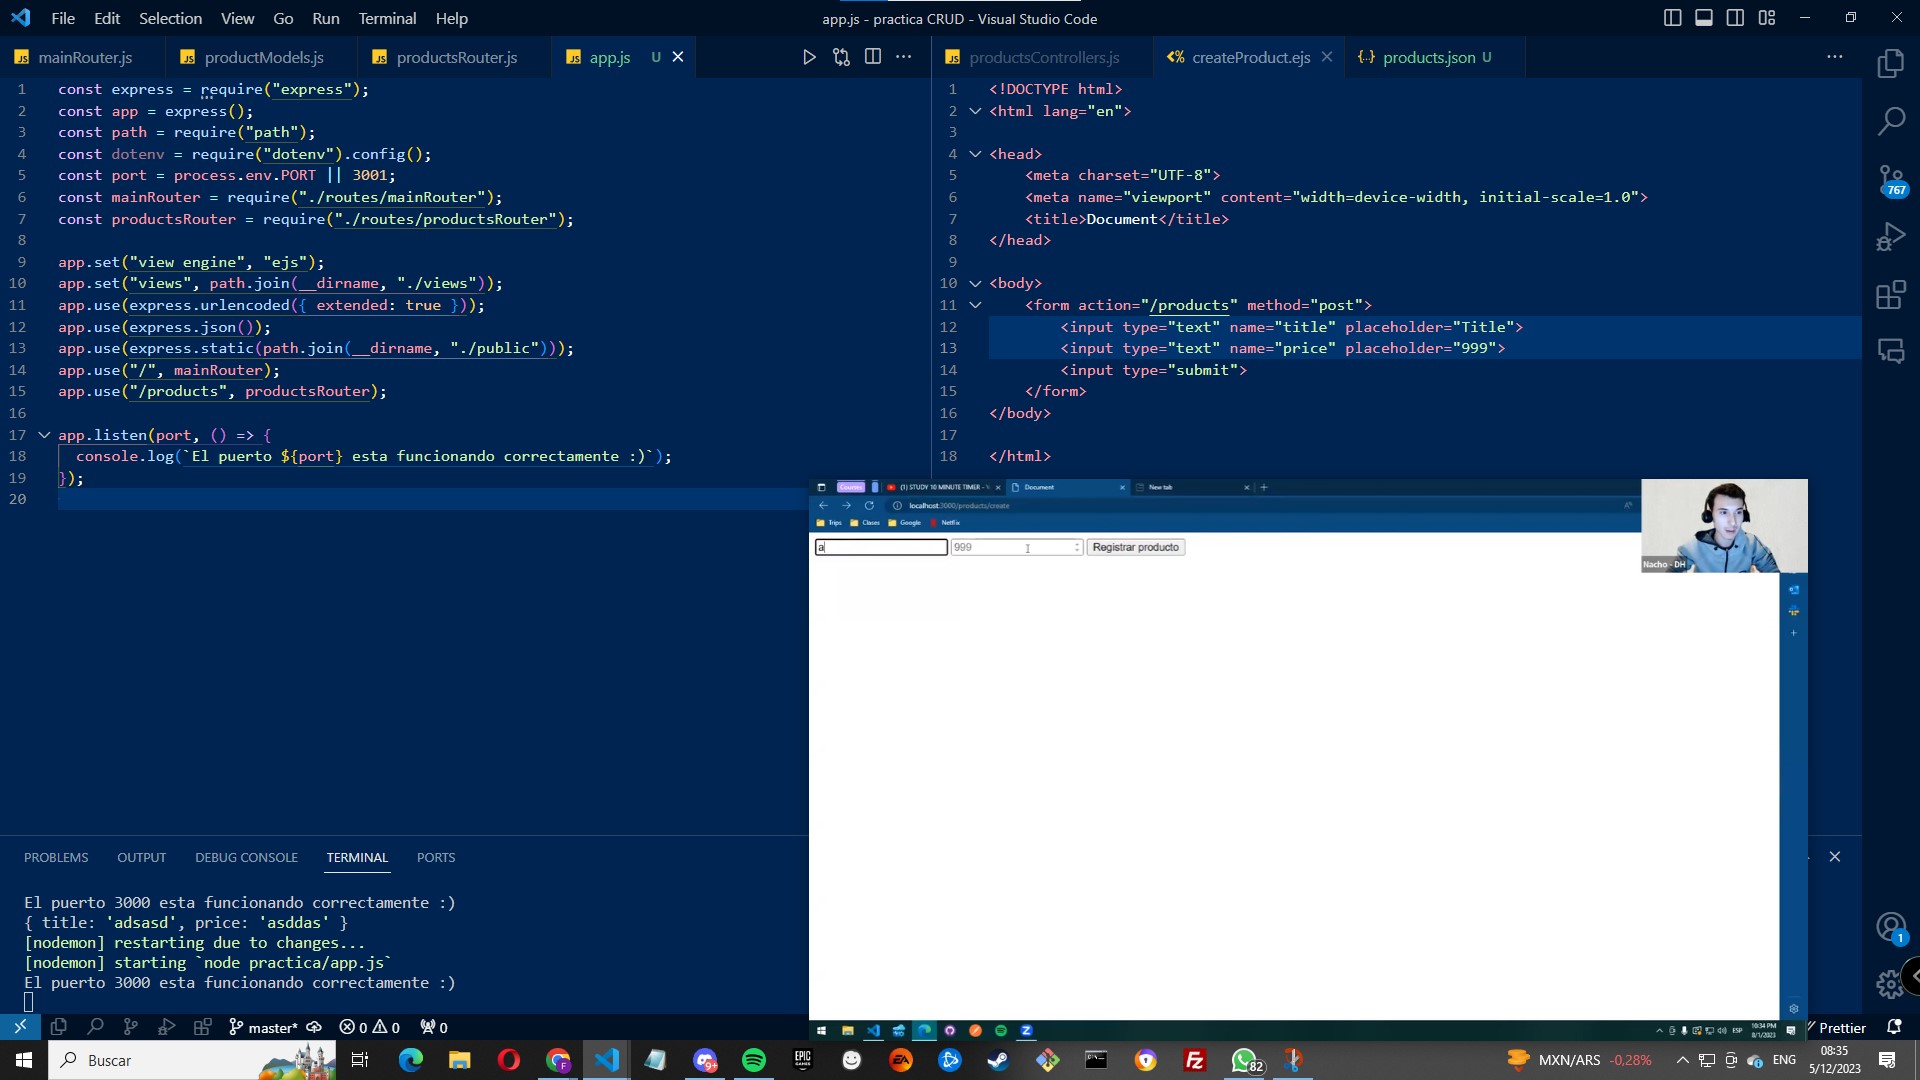 File Edit Selection View Go Run Terminal Help
app.js - practica CRUD - Visual Studio Code
mainRouter.js
productModels.js
productsRouter.js
app.js U
productsControllers.js
createProduct.ejs
products.json U
1 const express = require("express");
2 const app = express();
3 const path = require("path");
4 const dotenv = require("dotenv").config();
5 const port = process.env.PORT || 3001;
6 const mainRouter = require("./routes/mainRouter");
7 const productsRouter = require("./routes/productsRouter");
8
9 app.set("view engine", "ejs");
10 app.set("views", path.join(__dirname, "./views"));
11 app.use(express.urlencoded({ extended: true }));
12 app.use(express.json());
13 app.use(express.static(path.join(__dirname, "./public")));
14 app.use("/", mainRouter);
15 app.use("/products", productsRouter);
16
17 app.listen(port, () => {
18 console.log(`El puerto ${port} esta funcionando correctamente :)`);
19 });
20
1 <!DOCTYPE html>
2 <html lang="en">
3
4 <head>
5 <meta charset="UTF-8">
6 <meta name="viewport" content="width=device-width, initial-scale=1.0">
7 <title>Document</title>
8 </head>
9
10 <body>
11 <form action="/products" method="post">
12 <input type="text" name="title" placeholder="Title">
13 <input type="text" name="price" placeholder="999">
14 <input type="submit">
15 </form>
16 </body>
17
18 </html>
767
(1) STUDY 10 MINUTE TIMER -
Document
New tab
localhost:3000/products/create
Trips Clases Google Netflix
a
999
Registrar producto
Nacho - DH
10:34 PM
8/1/2023
ESP
PROBLEMS OUTPUT DEBUG CONSOLE TERMINAL PORTS
El puerto 3000 esta funcionando correctamente :)
{ title: 'adsasd', price: 'asddas' }
[nodemon] restarting due to changes...
[nodemon] starting `node practica/app.js`
El puerto 3000 esta funcionando correctamente :)
1
master* 0 0 0
Prettier
Buscar
F
9+
EPIC GAMES
EA
FZ
82
MXN/ARS -0,28%
ENG
08:35
5/12/2023